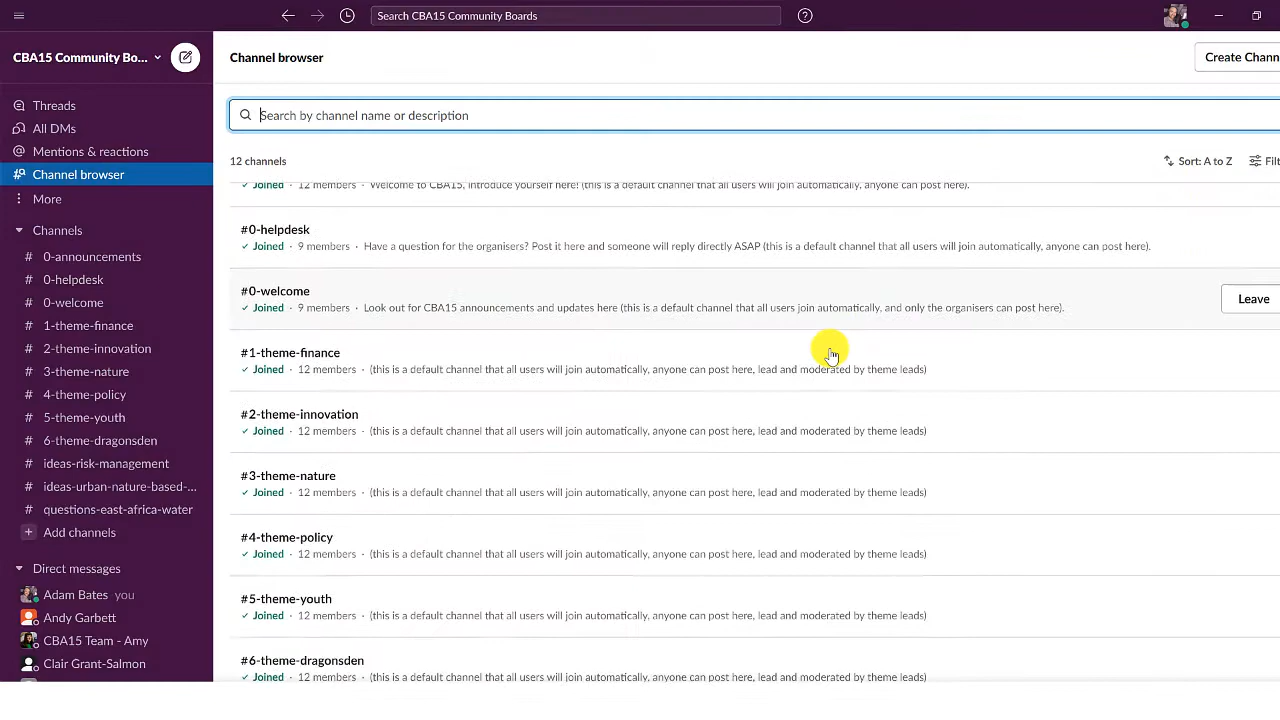 Search CBA15 Community Boards
CBA15 Community Bo...
Threads
All DMs
Mentions & reactions
Channel browser
More
Channels
# 0-announcements
# 0-helpdesk
# 0-welcome
# 1-theme-finance
# 2-theme-innovation
# 3-theme-nature
# 4-theme-policy
# 5-theme-youth
# 6-theme-dragonsden
# ideas-risk-management
# ideas-urban-nature-based-...
# questions-east-africa-water
+ Add channels
Direct messages
Adam Bates you
Andy Garbett
CBA15 Team - Amy
Clair Grant-Salmon
Channel browser
Create Chann
Search by channel name or description
12 channels
Sort: A to Z
Filt
✓ Joined · 12 members · Welcome to CBA15, introduce yourself here! (this is a default channel that all users will join automatically, anyone can post here).
#0-helpdesk
✓ Joined · 9 members · Have a question for the organisers? Post it here and someone will reply directly ASAP (this is a default channel that all users will join automatically, anyone can post here).
#0-welcome
✓ Joined · 9 members · Look out for CBA15 announcements and updates here (this is a default channel that all users join automatically, and only the organisers can post here).
Leave
#1-theme-finance
✓ Joined · 12 members · (this is a default channel that all users will join automatically, anyone can post here, lead and moderated by theme leads)
#2-theme-innovation
✓ Joined · 12 members · (this is a default channel that all users will join automatically, anyone can post here, lead and moderated by theme leads)
#3-theme-nature
✓ Joined · 12 members · (this is a default channel that all users will join automatically, anyone can post here, lead and moderated by theme leads)
#4-theme-policy
✓ Joined · 12 members · (this is a default channel that all users will join automatically, anyone can post here, lead and moderated by theme leads)
#5-theme-youth
✓ Joined · 12 members · (this is a default channel that all users will join automatically, anyone can post here, lead and moderated by theme leads)
#6-theme-dragonsden
✓ Joined · 12 members · (this is a default channel that all users will join automatically, anyone can post here, lead and moderated by theme leads)